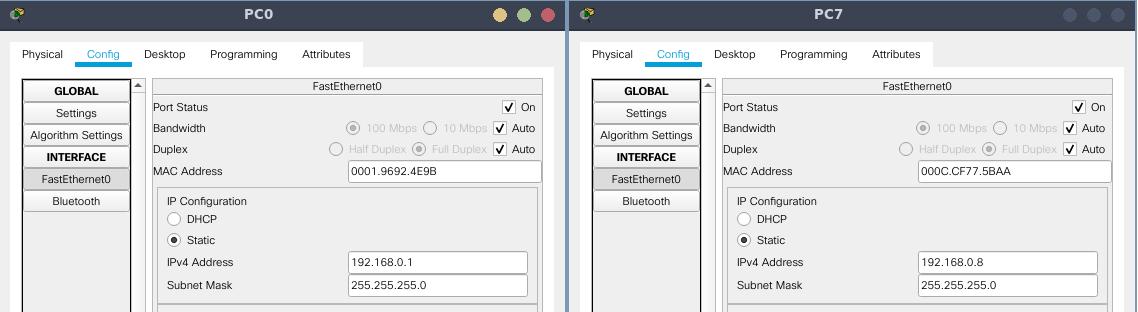 PC0
Physical Config Desktop Programming Attributes
GLOBAL
Settings
Algorithm Settings
INTERFACE
FastEthernet0
Bluetooth
FastEthernet0
Port Status On
Bandwidth 100 Mbps 10 Mbps Auto
Duplex Half Duplex Full Duplex Auto
MAC Address 0001.9692.4E9B
IP Configuration
DHCP
Static
IPv4 Address 192.168.0.1
Subnet Mask 255.255.255.0
PC7
Physical Config Desktop Programming Attributes
GLOBAL
Settings
Algorithm Settings
INTERFACE
FastEthernet0
Bluetooth
FastEthernet0
Port Status On
Bandwidth 100 Mbps 10 Mbps Auto
Duplex Half Duplex Full Duplex Auto
MAC Address 000C.CF77.5BAA
IP Configuration
DHCP
Static
IPv4 Address 192.168.0.8
Subnet Mask 255.255.255.0